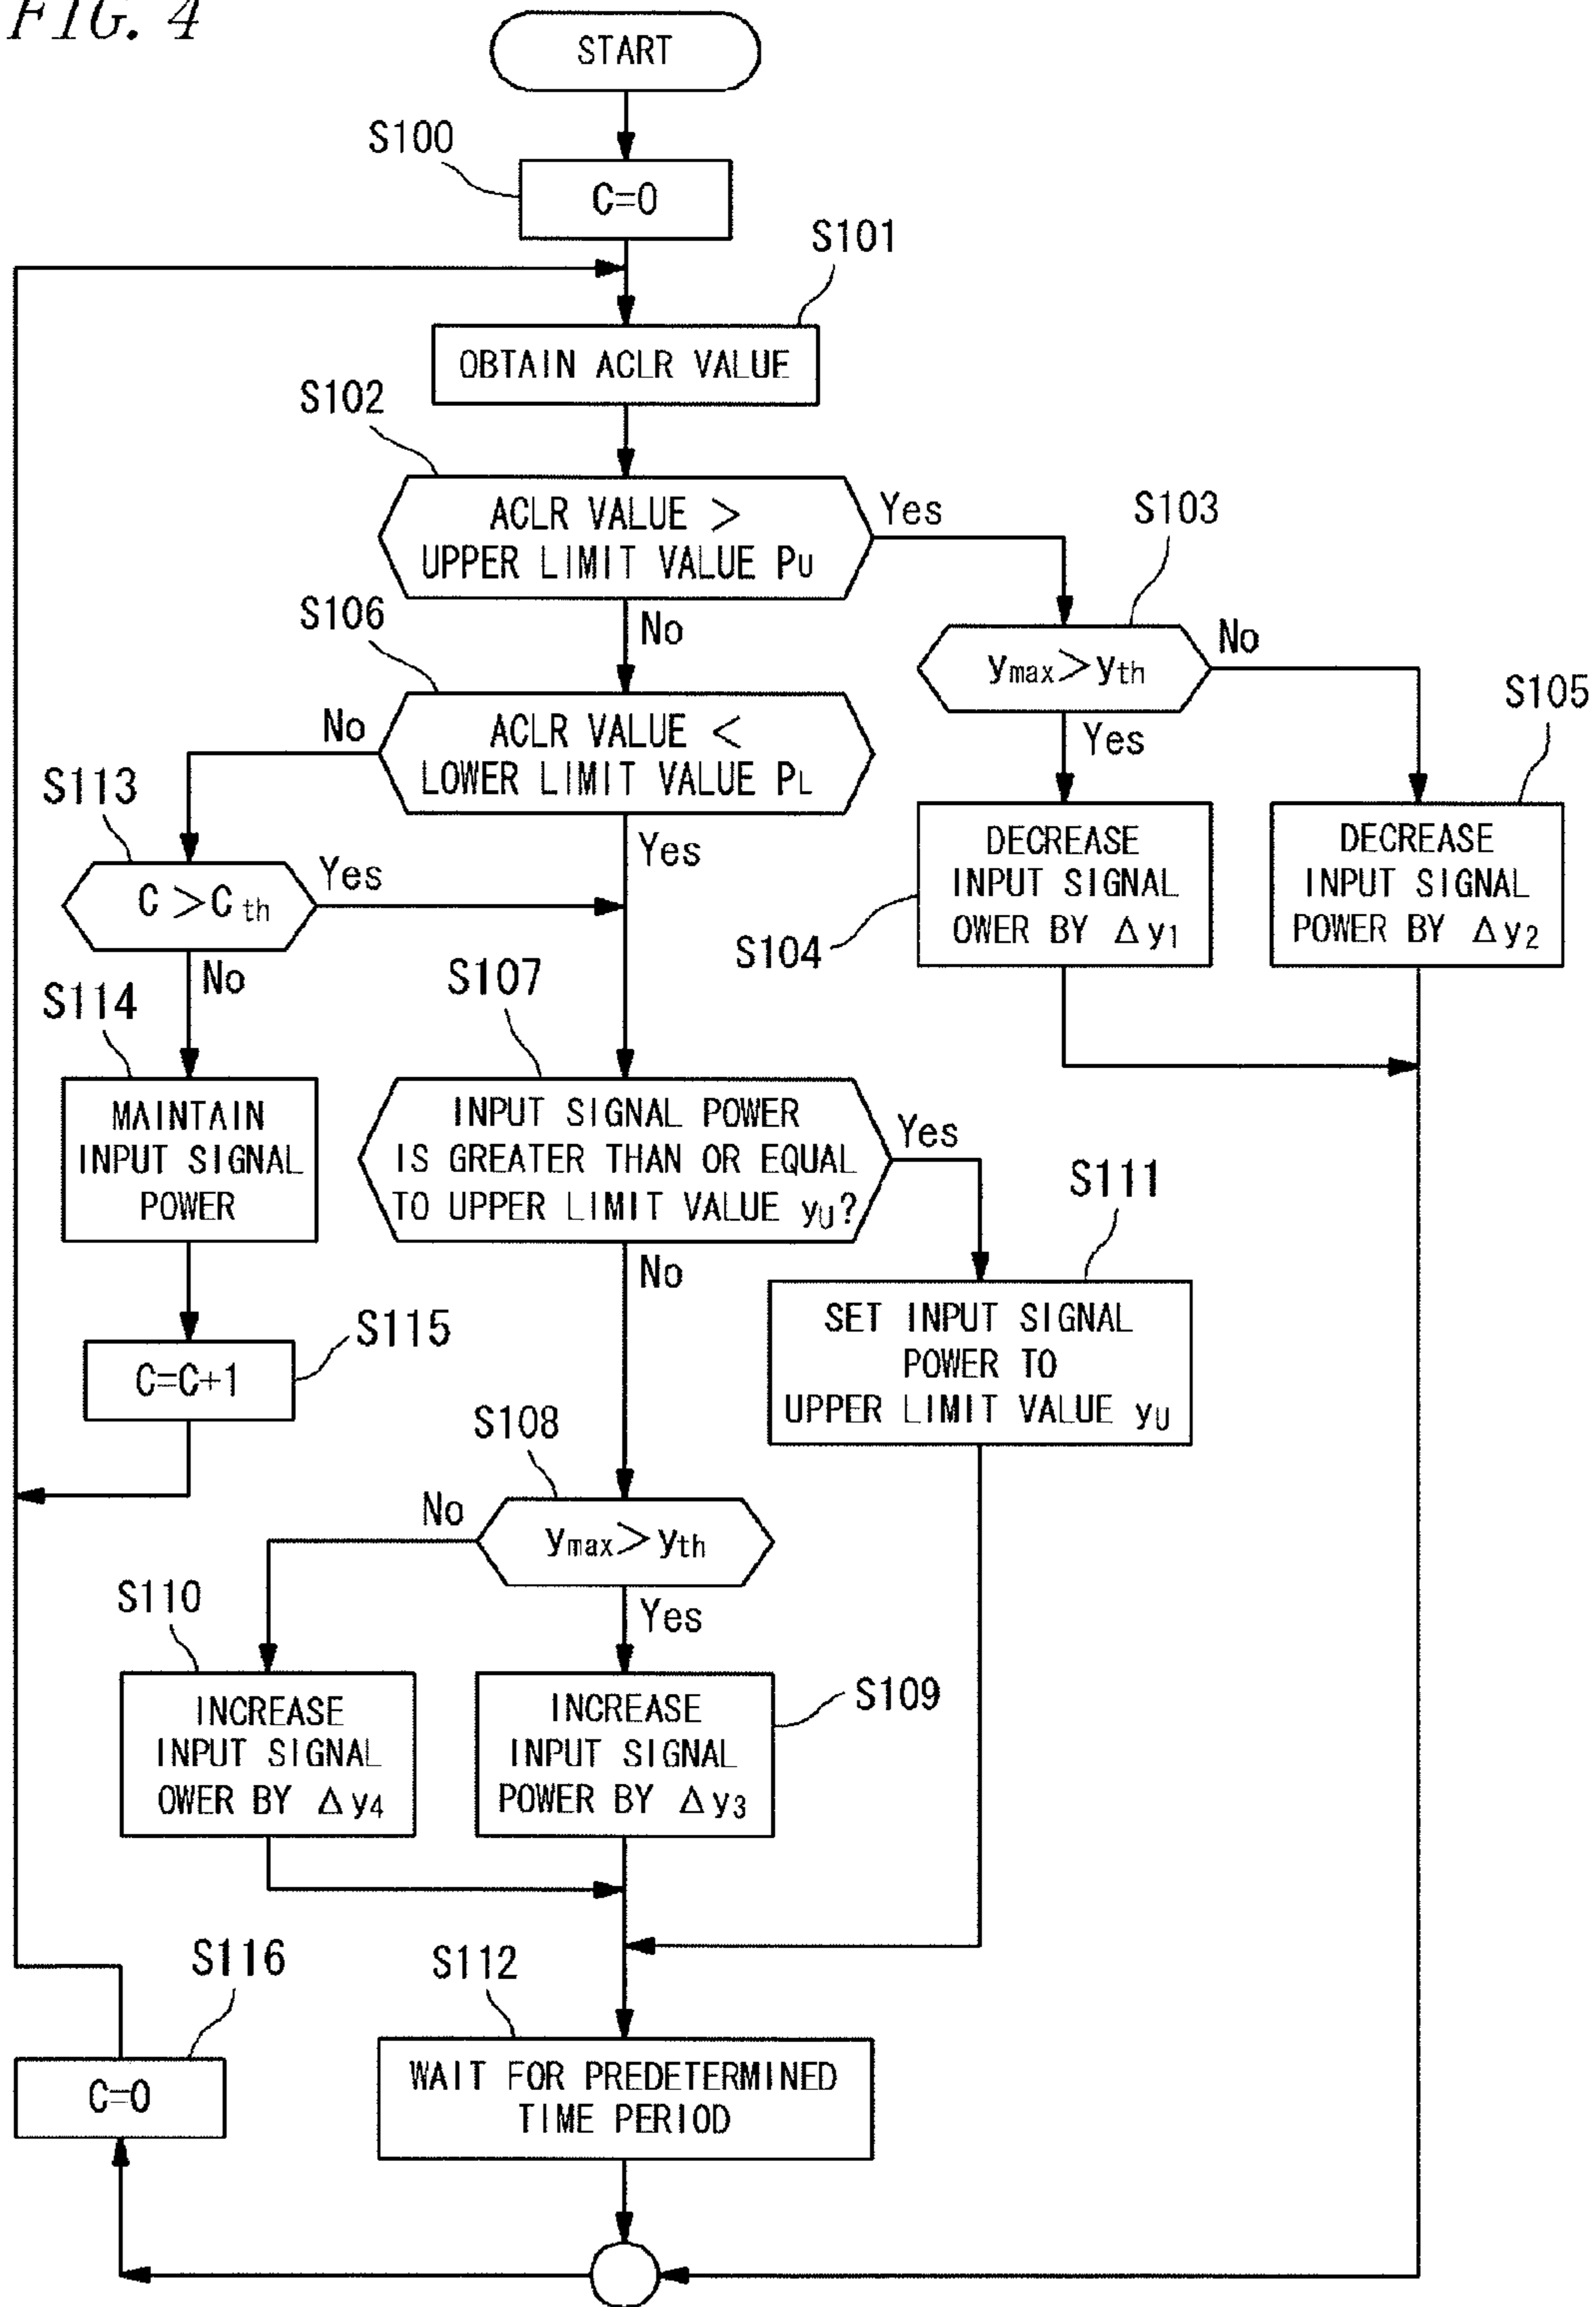 FIG. 4
START
S100
C=0
S101
OBTAIN ACLR VALUE
S102
ACLR VALUE >
UPPER LIMIT VALUE PU
Yes
No
S103
ymax>yth
No
Yes
S104
DECREASE
INPUT SIGNAL
OWER BY Δy1
S105
DECREASE
INPUT SIGNAL
POWER BY Δy2
S106
ACLR VALUE <
LOWER LIMIT VALUE PL
No
Yes
S113
C >Cth
Yes
No
S114
MAINTAIN
INPUT SIGNAL
POWER
S115
C=C+1
S107
INPUT SIGNAL POWER
IS GREATER THAN OR EQUAL
TO UPPER LIMIT VALUE yU?
Yes
No
S111
SET INPUT SIGNAL
POWER TO
UPPER LIMIT VALUE yU
S108
ymax>yth
No
Yes
S110
INCREASE
INPUT SIGNAL
OWER BY Δy4
S109
INCREASE
INPUT SIGNAL
POWER BY Δy3
S112
WAIT FOR PREDETERMINED
TIME PERIOD
S116
C=0